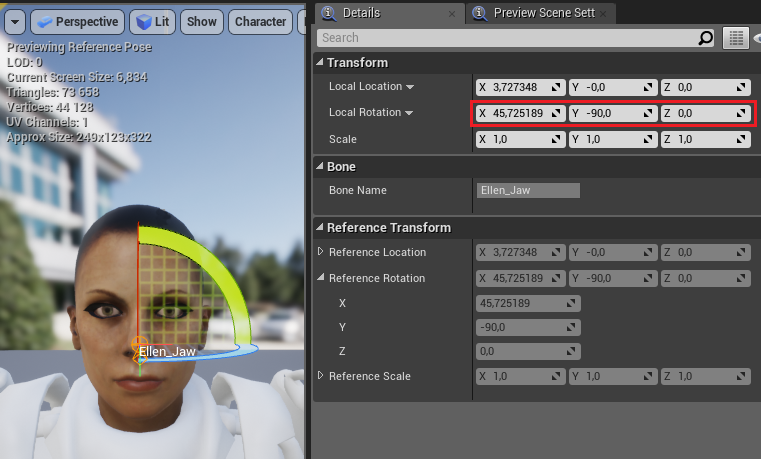 Perspective Lit Show Character
Previewing Reference Pose
LOD: 0
Current Screen Size: 6,834
Triangles: 73 658
Vertices: 44 128
UV Channels: 1
Approx Size: 249x123x322
Ellen_Jaw
Details Preview Scene Sett
Search
Transform
Local Location X 3,727348 Y -0,0 Z 0,0
Local Rotation X 45,725189 Y -90,0 Z 0,0
Scale X 1,0 Y 1,0 Z 1,0
Bone
Bone Name Ellen_Jaw
Reference Transform
Reference Location X 3,727348 Y -0,0 Z 0,0
Reference Rotation X 45,725189 Y -90,0 Z 0,0
X 45,725189
Y -90,0
Z 0,0
Reference Scale X 1,0 Y 1,0 Z 1,0